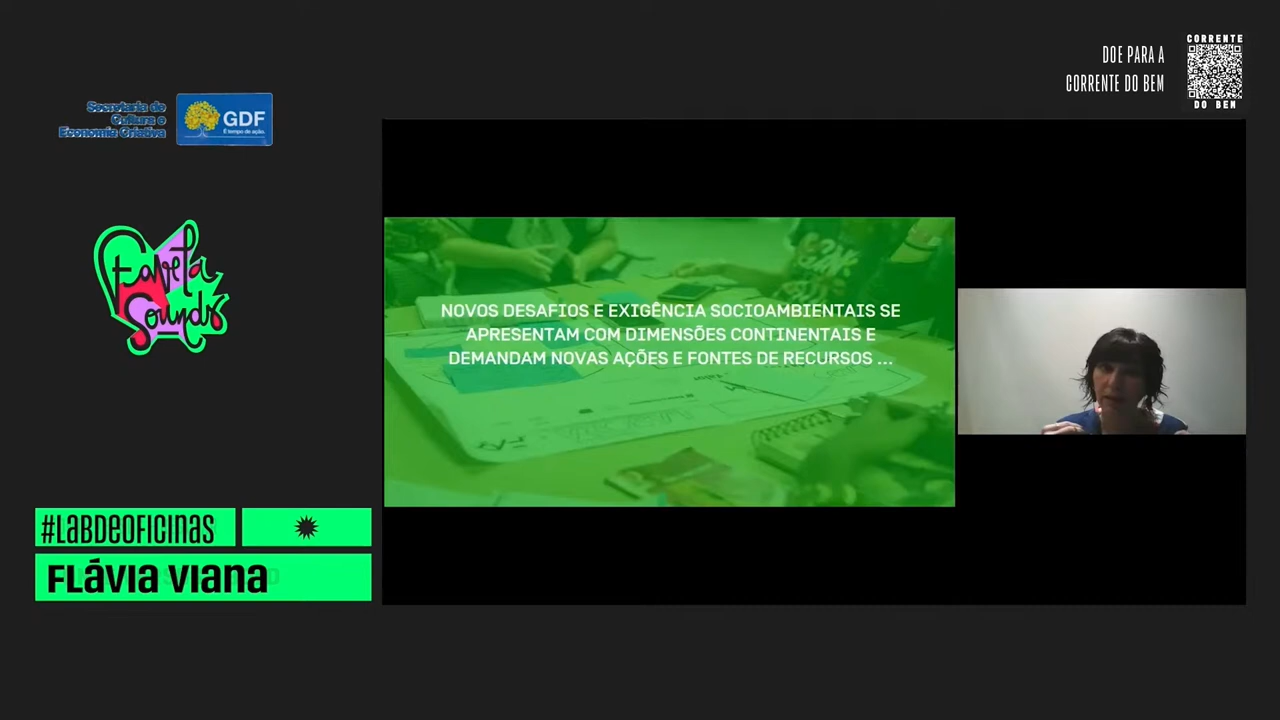 DOE PARA A
CORRENTE DO BEM
CORRENTE
DO BEM
Secretaria de
Cultura e
Economia Criativa
GDF
É tempo de ação.
Favela
Sounds
NOVOS DESAFIOS E EXIGÊNCIA SOCIOAMBIENTAIS SE
APRESENTAM COM DIMENSÕES CONTINENTAIS E
DEMANDAM NOVAS AÇÕES E FONTES DE RECURSOS ...
#LABDEOFICINAS
FLÁVIA VIANA